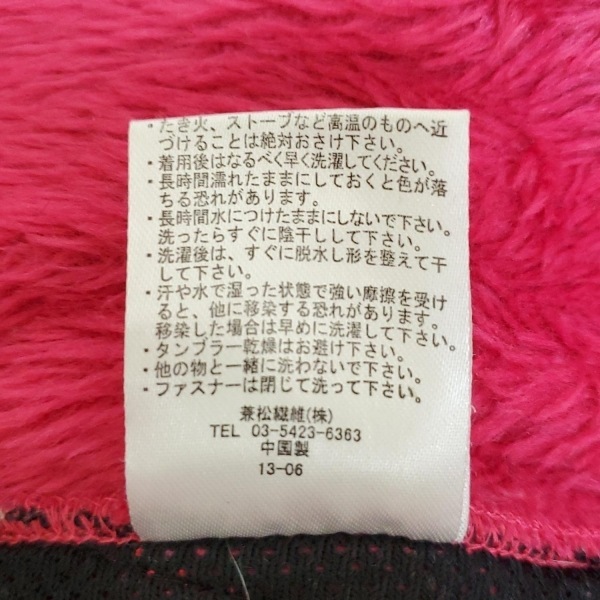 ・たき火、ストーブなど高温のものへ近
づけることは絶対おさけ下さい。
・着用後はなるべく早く洗濯してください。
・長時間濡れたままにしておくと色が落
ちる恐れがあります。
・長時間水につけたままにしないで下さい。
洗ったらすぐに陰干しして下さい。
・洗濯後は、すぐに脱水し形を整えて干
して下さい。
・汗や水で湿った状態で強い摩擦を受け
ると、他に移染する恐れがあります。
移染した場合は早めに洗濯して下さい。
・タンブラー乾燥はお避け下さい。
・他の物と一緒に洗わないで下さい。
・ファスナーは閉じて洗って下さい。
兼松繊維(株)
TEL 03-5423-6363
中国製
13-06